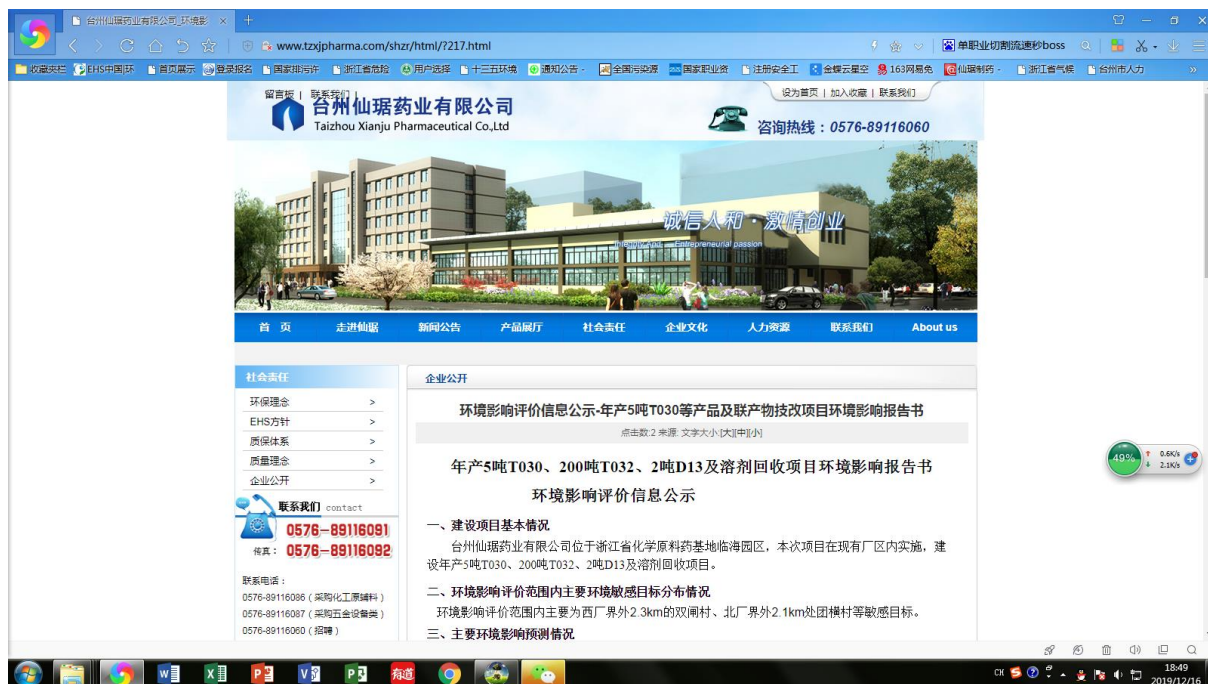 台州仙琚药业有限公司_环境影
www.tzxjpharma.com/shzr/html/?217.html
单职业切割流速秒boss
收藏夹栏 EHS中国|环 首页展示 登录报名 国家排污许 浙江省危险 用户选择 十三五环境 通知公告 - 全国污染源 国家职业资 注册安全工 金蝶云星空 163网易免 仙琚制药 - 浙江省气候 台州市人力
留言板 | 联系我们 |
设为首页 | 加入收藏 | 联系我们
台州仙琚药业有限公司
Taizhou Xianju Pharmaceutical Co.,Ltd
咨询热线：0576-89116060
诚信人和·激情创业
Integrity And Entrepreneurial passion
首 页 走进仙琚 新闻公告 产品展厅 社会责任 企业文化 人力资源 联系我们 About us
社会责任
环保理念 >
EHS方针 >
质保体系 >
质量理念 >
企业公开 >
联系我们 contact
0576-89116091
传真： 0576-89116092
联系电话：
0576-89116086（采购化工原辅料）
0576-89116087（采购五金设备类）
0576-89116060（招聘）
企业公开
环境影响评价信息公示-年产5吨T030等产品及联产物技改项目环境影响报告书
点击数:2 来源: 文字大小:[大][中][小]
年产5吨T030、200吨T032、2吨D13及溶剂回收项目环境影响报告书
环境影响评价信息公示
一、建设项目基本情况
台州仙琚药业有限公司位于浙江省化学原料药基地临海园区，本次项目在现有厂区内实施，建
设年产5吨T030、200吨T032、2吨D13及溶剂回收项目。
二、环境影响评价范围内主要环境敏感目标分布情况
环境影响评价范围内主要为西厂界外2.3km的双闸村、北厂界外2.1km处团横村等敏感目标。
三、主要环境影响预测情况
49%
0.6K/s
2.1K/s
有道
CH
18:49
2019/12/16